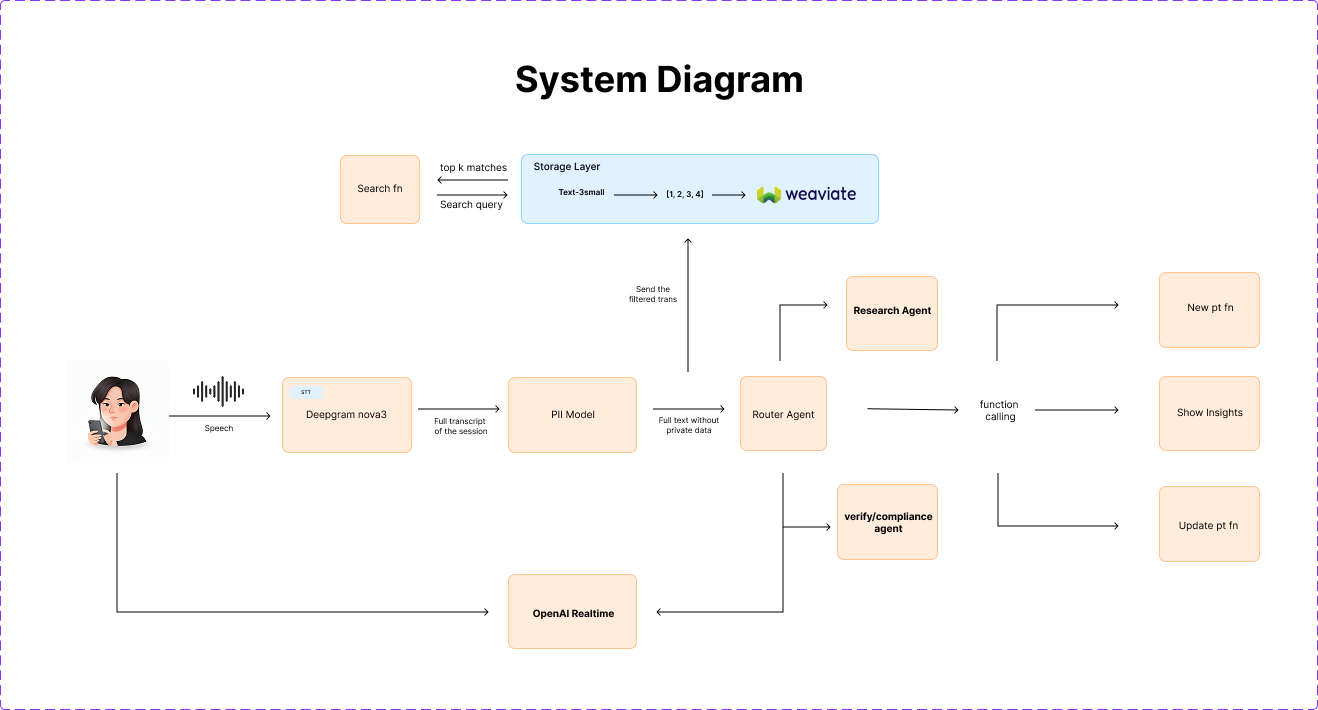 System Diagram
top k matches
Search fn
Search query
Storage Layer
Text-3small
[1, 2, 3, 4]
weaviate
Send the
filtered trans
Research Agent
New pt fn
Speech
STT
Deepgram nova3
Full transcript
of the session
PII Model
Full text without
private data
Router Agent
function
calling
Show Insights
verify/compliance
agent
Update pt fn
OpenAI Realtime